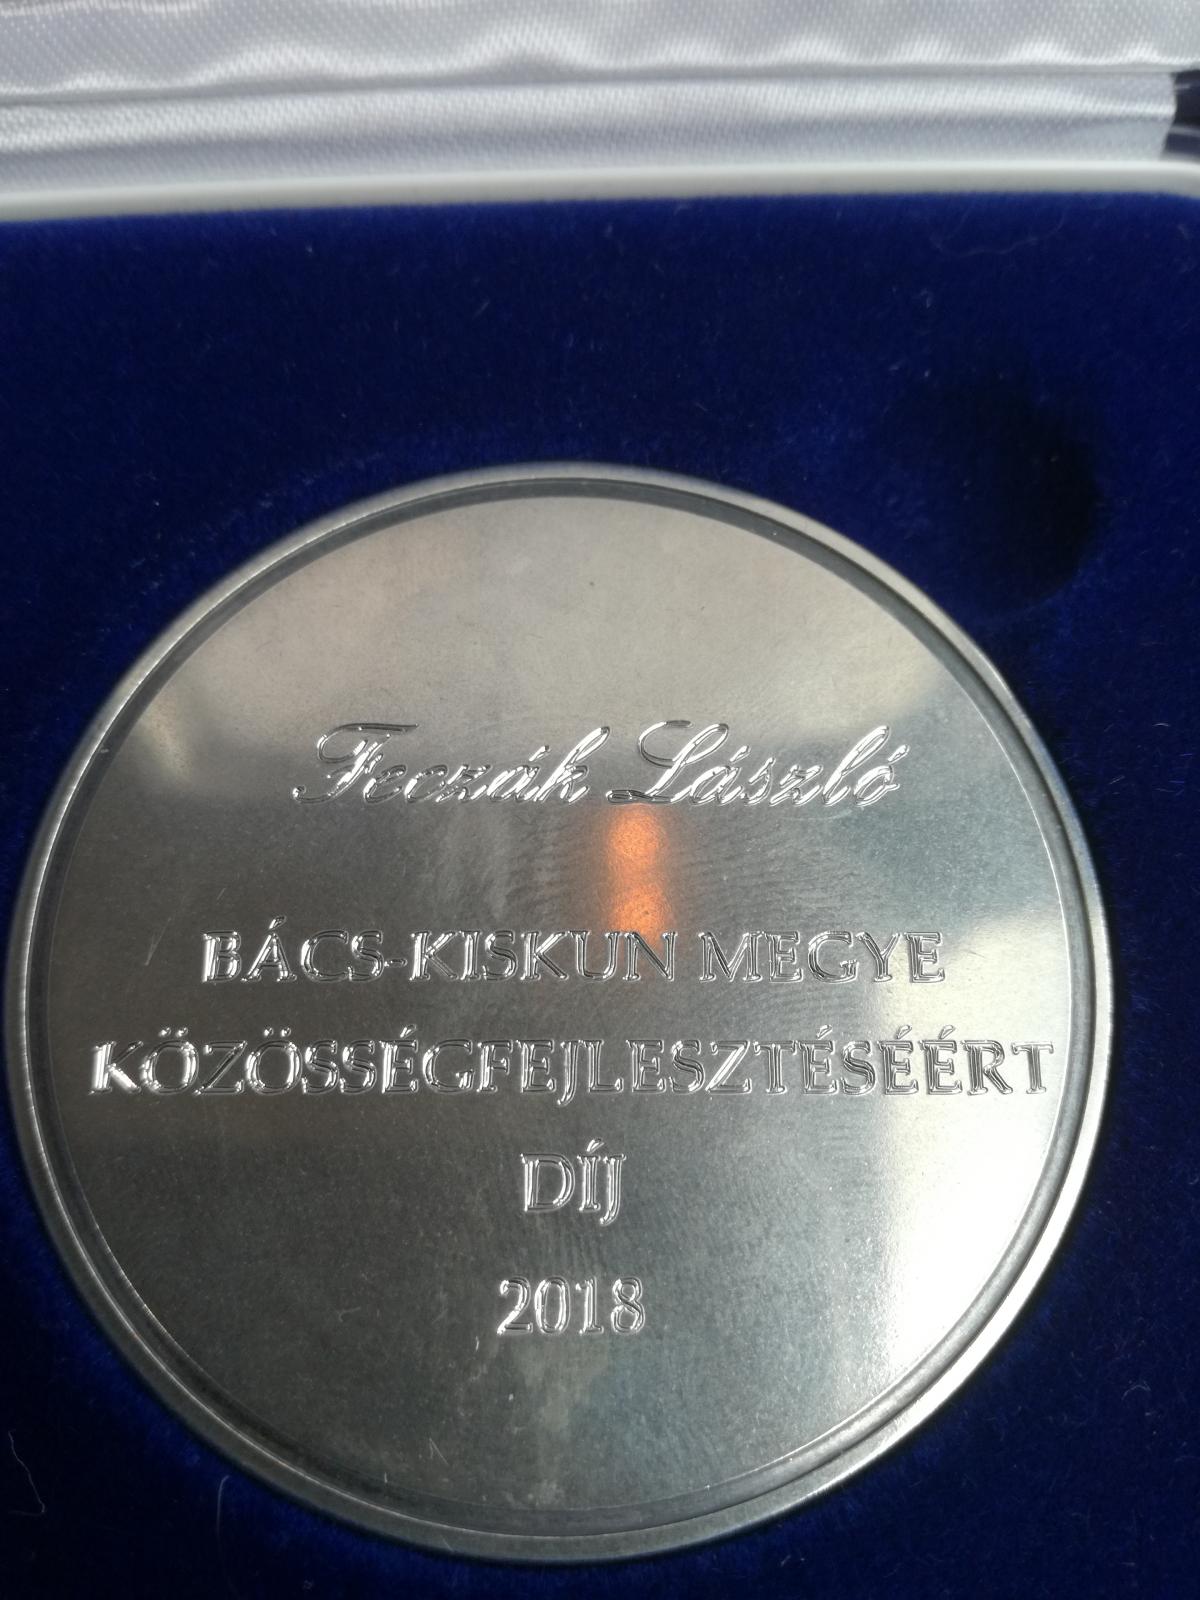 Feczák László
BÁCS-KISKUN MEGYE
KÖZÖSSÉGFEJLESZTÉSÉÉRT
DÍJ
2018